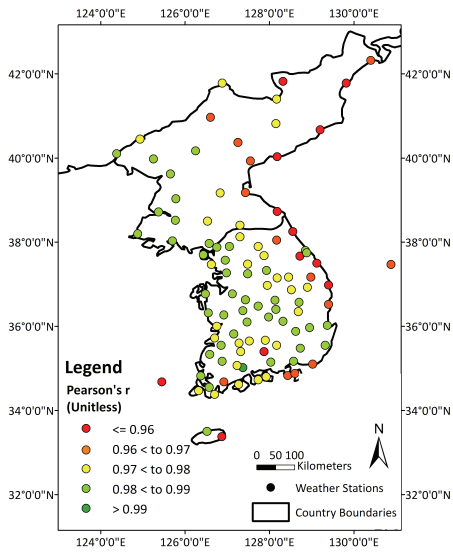 124°0'0"E 126°0'0"E 128°0'0"E 130°0'0"E
42°0'0"N 42°0'0"N
40°0'0"N 40°0'0"N
38°0'0"N 38°0'0"N
36°0'0"N 36°0'0"N
34°0'0"N 34°0'0"N
32°0'0"N 32°0'0"N
Legend
Pearson's r
(Unitless)
<= 0.96
0.96 < to 0.97
0.97 < to 0.98
0.98 < to 0.99
> 0.99
N
0 50 100
Kilometers
Weather Stations
Country Boundaries
124°0'0"E 126°0'0"E 128°0'0"E 130°0'0"E